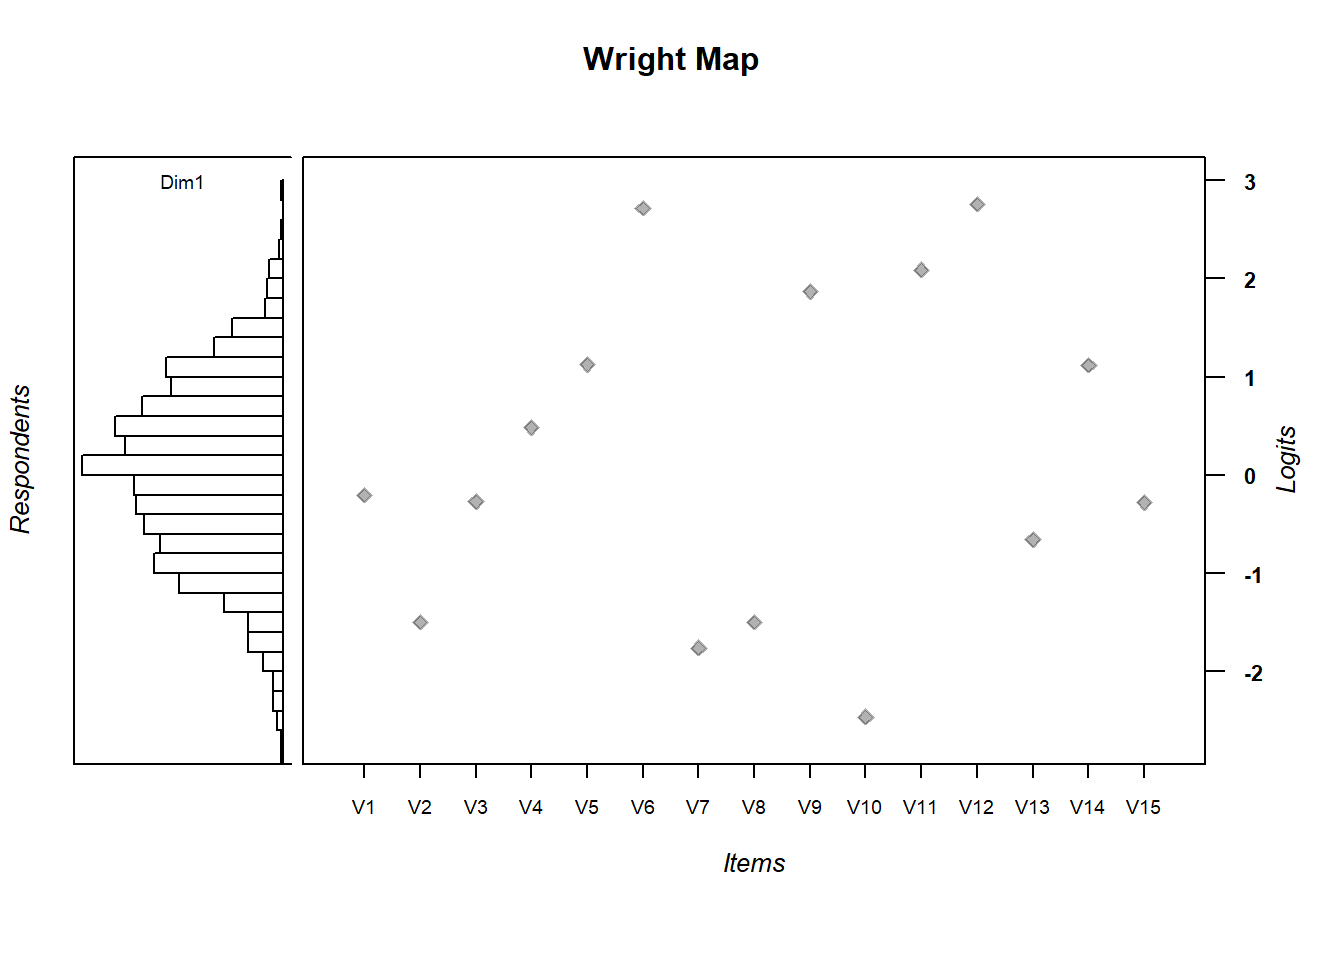 Wright Map
Dim1
Respondents
3
2
1
0
-1
-2
Logits
V1 V2 V3 V4 V5 V6 V7 V8 V9 V10 V11 V12 V13 V14 V15
Items